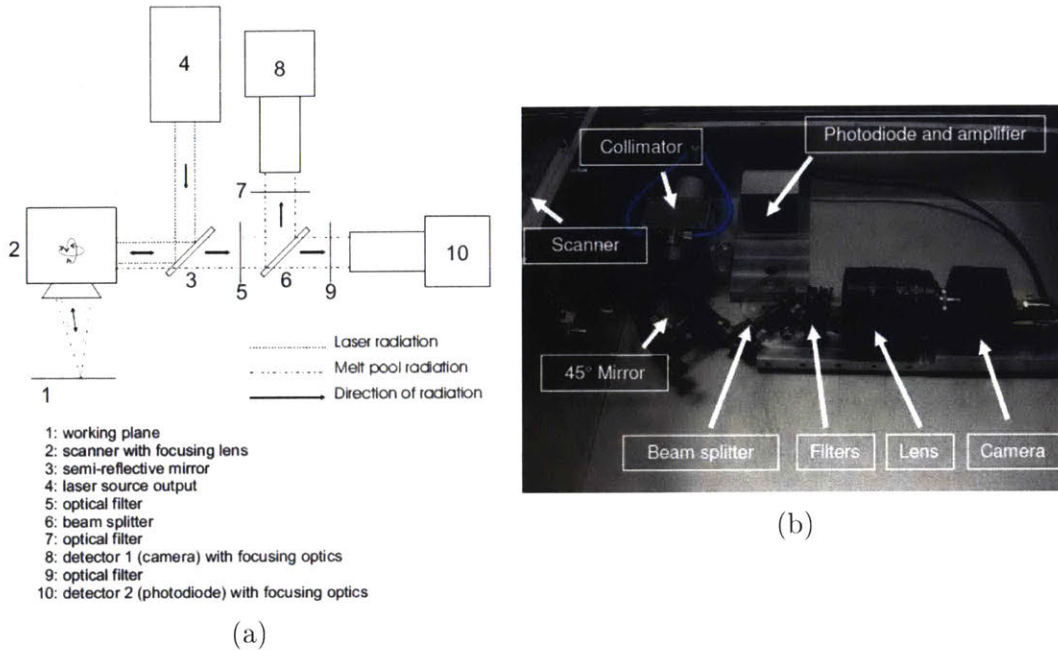 4
8
7
2
3
5
6
9
10
1
Laser radiation
Melt pool radiation
Direction of radiation
1: working plane
2: scanner with focusing lens
3: semi-reflective mirror
4: laser source output
5: optical filter
6: beam splitter
7: optical filter
8: detector 1 (camera) with focusing optics
9: optical filter
10: detector 2 (photodiode) with focusing optics
(a)
Collimator
Photodiode and amplifier
Scanner
45° Mirror
Beam splitter
Filters
Lens
Camera
(b)